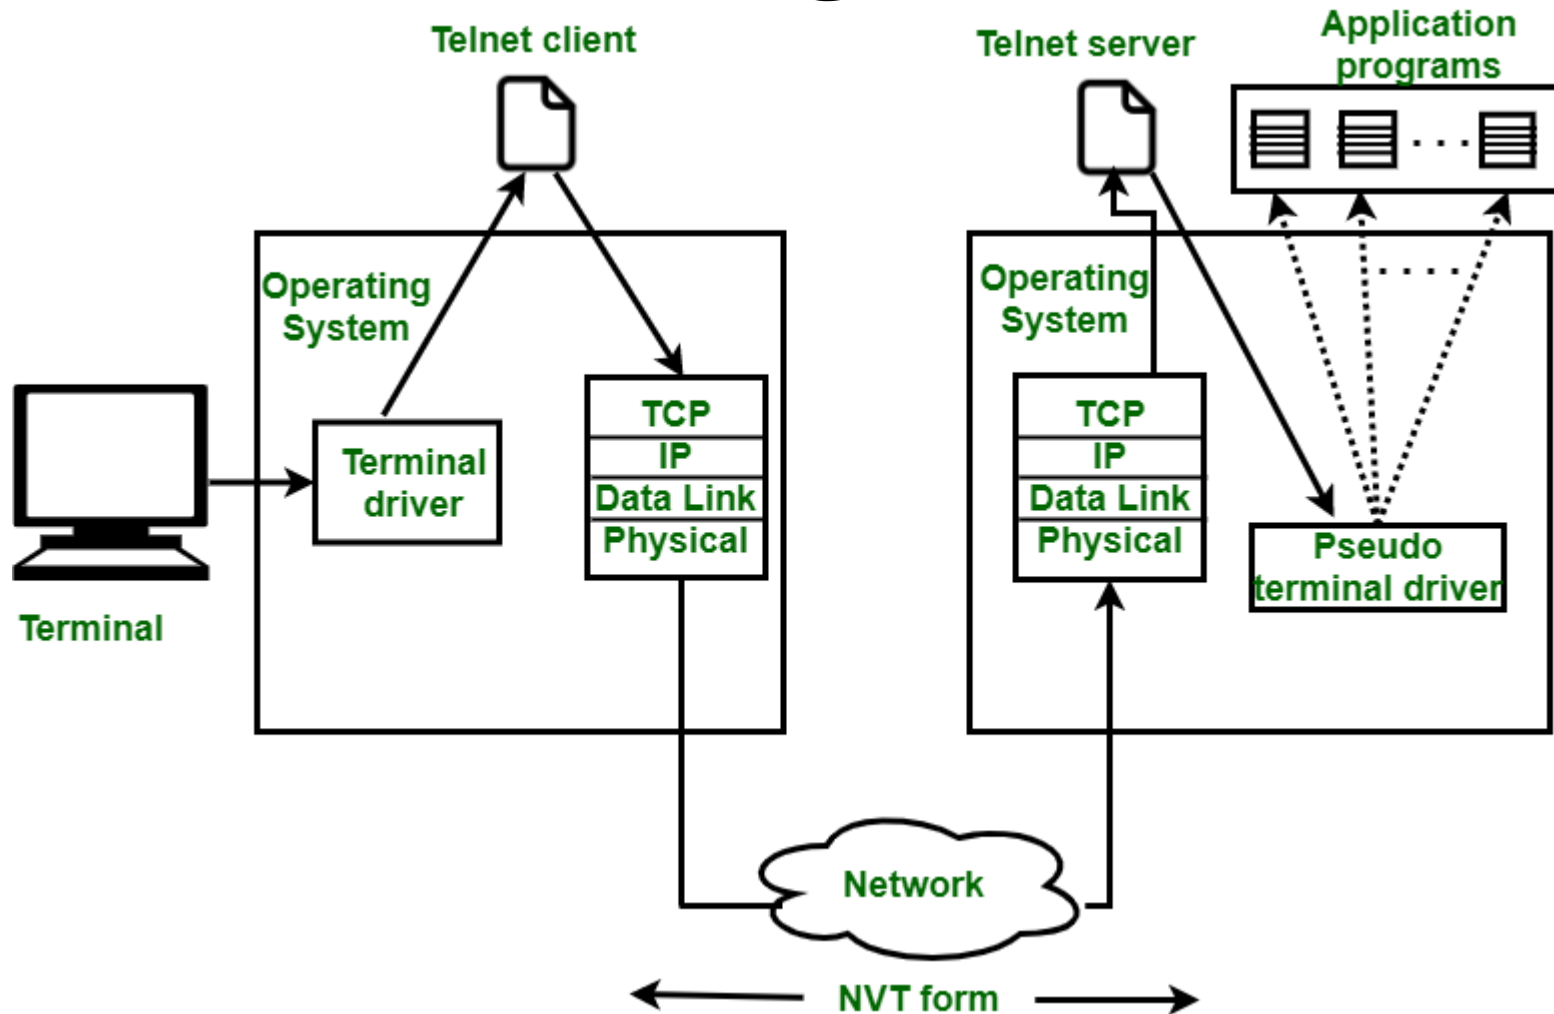 Telnet client
Telnet server
Application
programs
Operating
System
Operating
System
Terminal
driver
TCP
IP
Data Link
Physical
TCP
IP
Data Link
Physical
Pseudo
terminal driver
Terminal
Network
NVT form